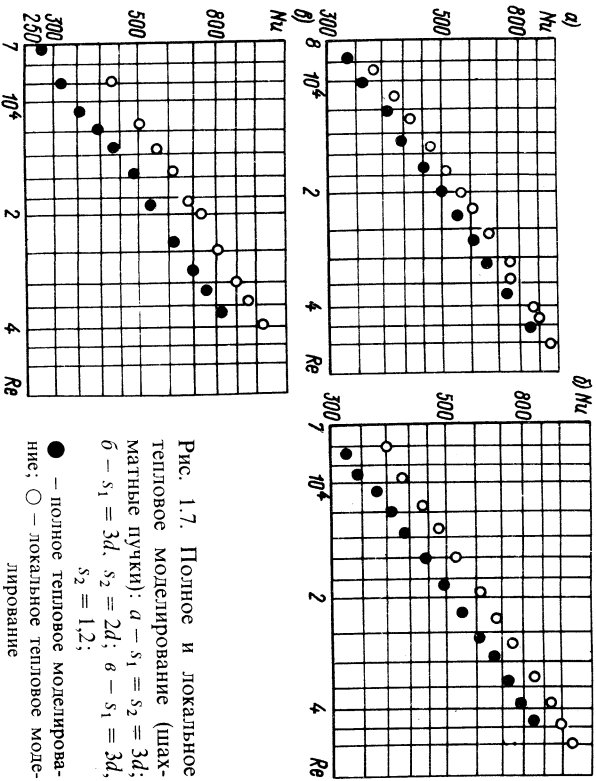 а)
Nu
800
500
300
8
10⁴
2
4
Re
б)
Nu
800
500
300
7
10⁴
2
4
Re
в)
Nu
800
500
300
250
7
10⁴
2
4
Re
Рис. 1.7. Полное и локальное
тепловое моделирование (шах-
матные пучки): а – s₁ = s₂ = 3d;
б – s₁ = 3d, s₂ = 2d; в – s₁ = 3d,
s₂ = 1,2;
● – полное тепловое моделирова-
ние; ○ – локальное тепловое моде-
лирование